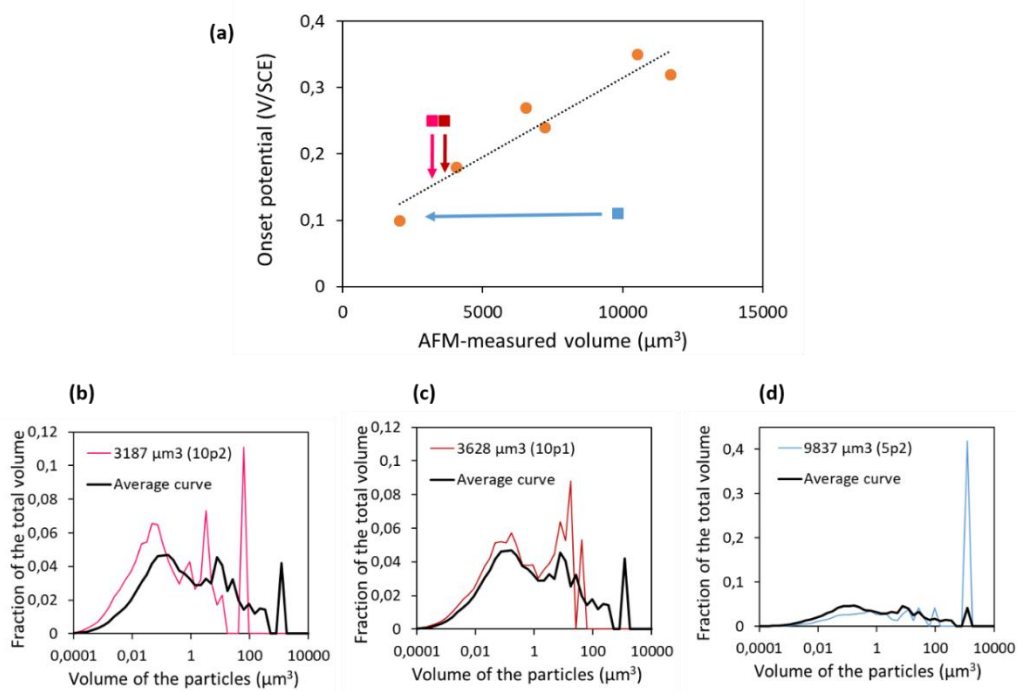 (a)
Onset potential (V/SCE)
0,4
0,3
0,2
0,1
0
0 5000 10000 15000
AFM-measured volume (µm³)
(b)
Fraction of the total volume
0,12
0,1
0,08
0,06
0,04
0,02
0
3187 µm3 (10p2)
Average curve
0,0001 0,01 1 100 10000
Volume of the particles (µm³)
(c)
Fraction of the total volume
0,12
0,1
0,08
0,06
0,04
0,02
0
3628 µm3 (10p1)
Average curve
0,0001 0,01 1 100 10000
Volume of the particles (µm³)
(d)
Fraction of the total volume
0,4
0,3
0,2
0,1
0
9837 µm3 (5p2)
Average curve
0,0001 0,01 1 100 10000
Volume of the particles (µm³)